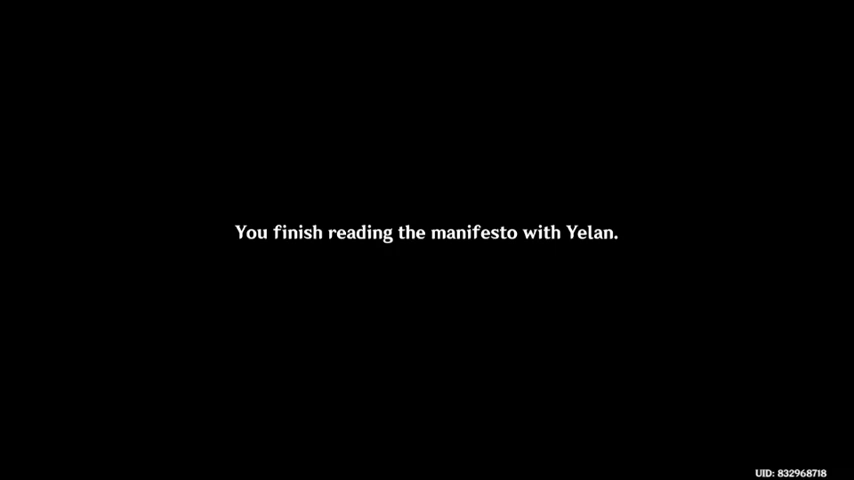 You finish reading the manifesto with Yelan.
UID: 832968718